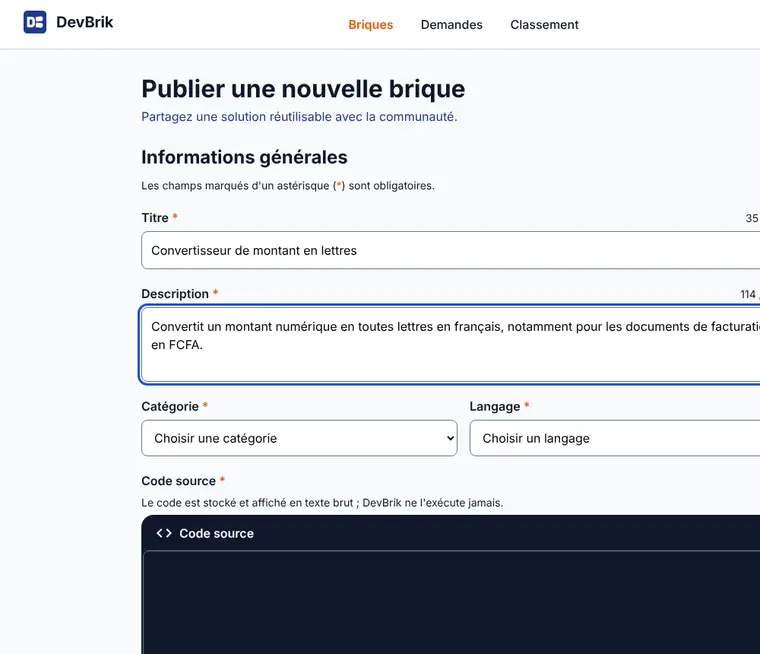 DevBrik
Briques Demandes Classement
Publier une nouvelle brique
Partagez une solution réutilisable avec la communauté.
Informations générales
Les champs marqués d'un astérisque (*) sont obligatoires.
Titre * 35
Convertisseur de montant en lettres
Description * 114
Convertit un montant numérique en toutes lettres en français, notamment pour les documents de
en FCFA.
Catégorie * Langage *
Choisir une catégorie Choisir un langage
Code source *
Le code est stocké et affiché en texte brut ; DevBrik ne l'exécute jamais.
<> Code source